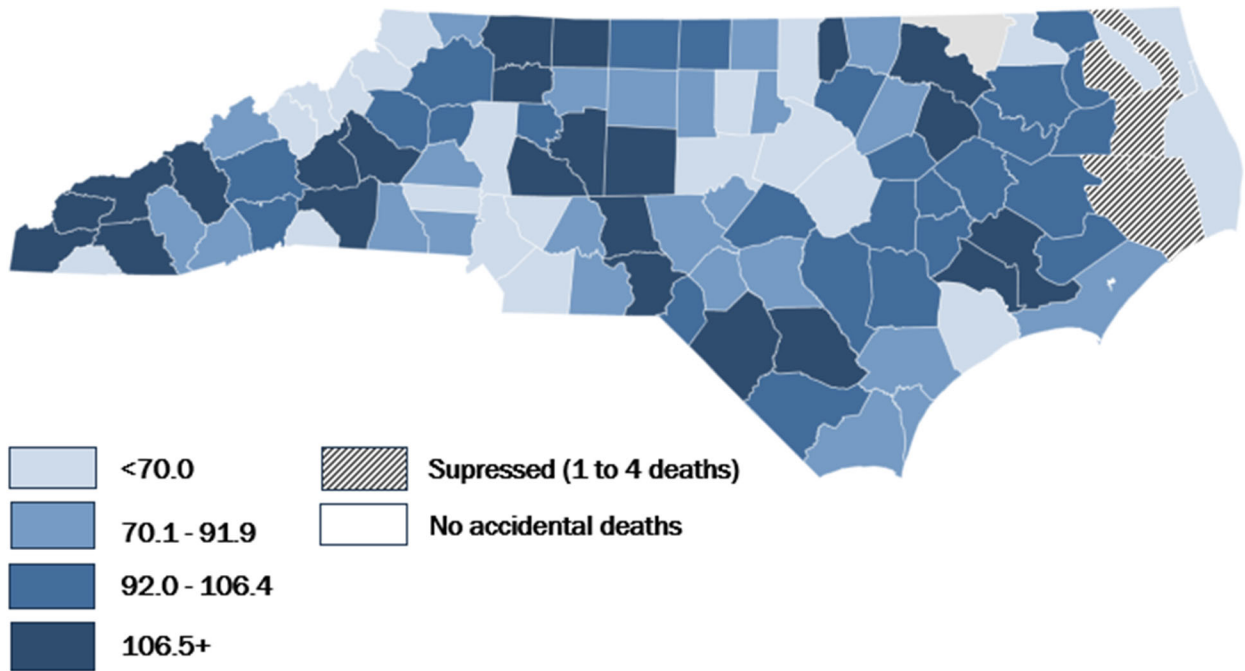 <70.0
70.1 - 91.9
92.0 - 106.4
106.5+
Supressed (1 to 4 deaths)
No accidental deaths